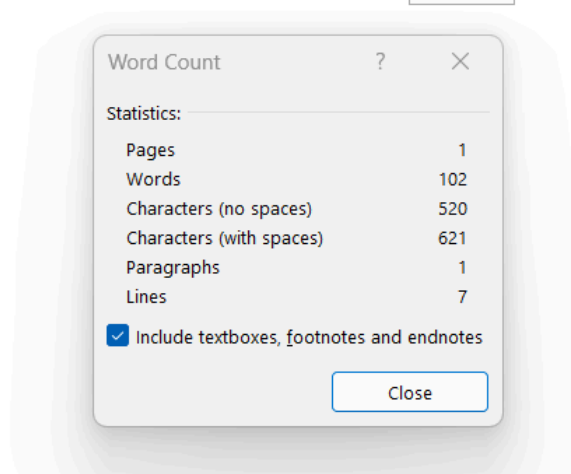 Word Count ?
Statistics:
Pages 1
Words 102
Characters (no spaces) 520
Characters (with spaces) 621
Paragraphs 1
Lines 7
Include textboxes, footnotes and endnotes
Close